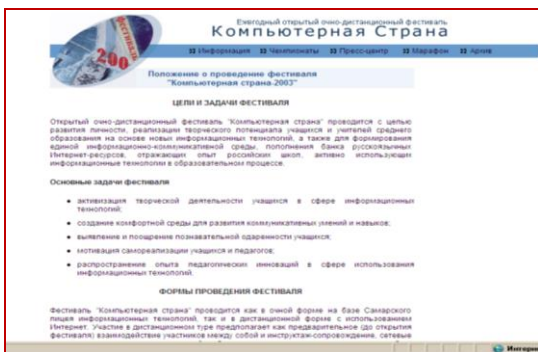 Ежегодный открытый очно-дистанционный фестиваль
Компьютерная Страна
фестиваль
200
Информация Чемпионаты Пресс-центр Марафон Архив
Положение о проведение фестиваля
"Компьютерная страна-2003"
ЦЕЛИ И ЗАДАЧИ ФЕСТИВАЛЯ
Открытый очно-дистанционный фестиваль "Компьютерная страна" проводится с целью
развития личности, реализации творческого потенциала учащихся и учителей среднего
образования на основе новых информационных технологий, а также для формирования
единой информационно-коммуникативной среды, пополнения банка русскоязычных
Интернет-ресурсов, отражающих опыт российских школ, активно использующих
информационные технологии в образовательном процессе.
Основные задачи фестиваля
активизация творческой деятельности учащихся в сфере информационных
технологий;
создание комфортной среды для развития коммуникативных умений и навыков;
выявление и поощрение познавательной одаренности учащихся;
мотивация самореализации учащихся и педагогов;
распространение опыта педагогических инноваций в сфере использования
информационных технологий.
ФОРМЫ ПРОВЕДЕНИЯ ФЕСТИВАЛЯ
Фестиваль "Компьютерная страна" проводится как в очной форме на базе Самарского
лицея информационных технологий, так и в дистанционной форме с использованием
Интернет. Участие в дистанционном туре предполагает как предварительное (до открытия
фестиваля) взаимодействие участников между собой и инструктаж-сопровождение, сетевые